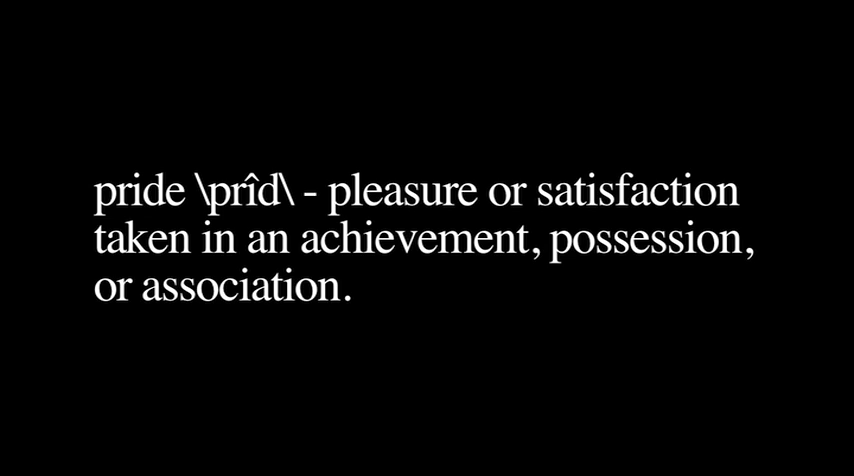 pride \prîd\ - pleasure or satisfaction
taken in an achievement, possession,
or association.